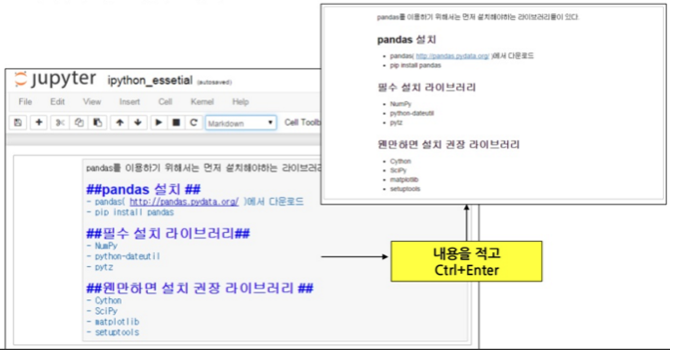 pandas를 이용하기 위해서는 먼저 설치해야하는 라이브러리들이 있다.
pandas 설치
pandas( http://pandas.pydata.org/ )에서 다운로드
pip install pandas
필수 설치 라이브러리
NumPy
python-dateutil
pytz
웬만하면 설치 권장 라이브러리
Cython
SciPy
matplotlib
setuptools
jupyter ipython_essetial (autosaved)
File Edit View Insert Cell Kernel Help
Markdown Cell Toolb
pandas를 이용하기 위해서는 먼저 설치해야하는 라이브러리
##pandas 설치 ##
- pandas( http://pandas.pydata.org/ )에서 다운로드
- pip install pandas
##필수 설치 라이브러리##
- NumPy
- python-dateutil
- pytz
##웬만하면 설치 권장 라이브러리 ##
- Cython
- SciPy
- matplotlib
- setuptools
내용을 적고
Ctrl+Enter